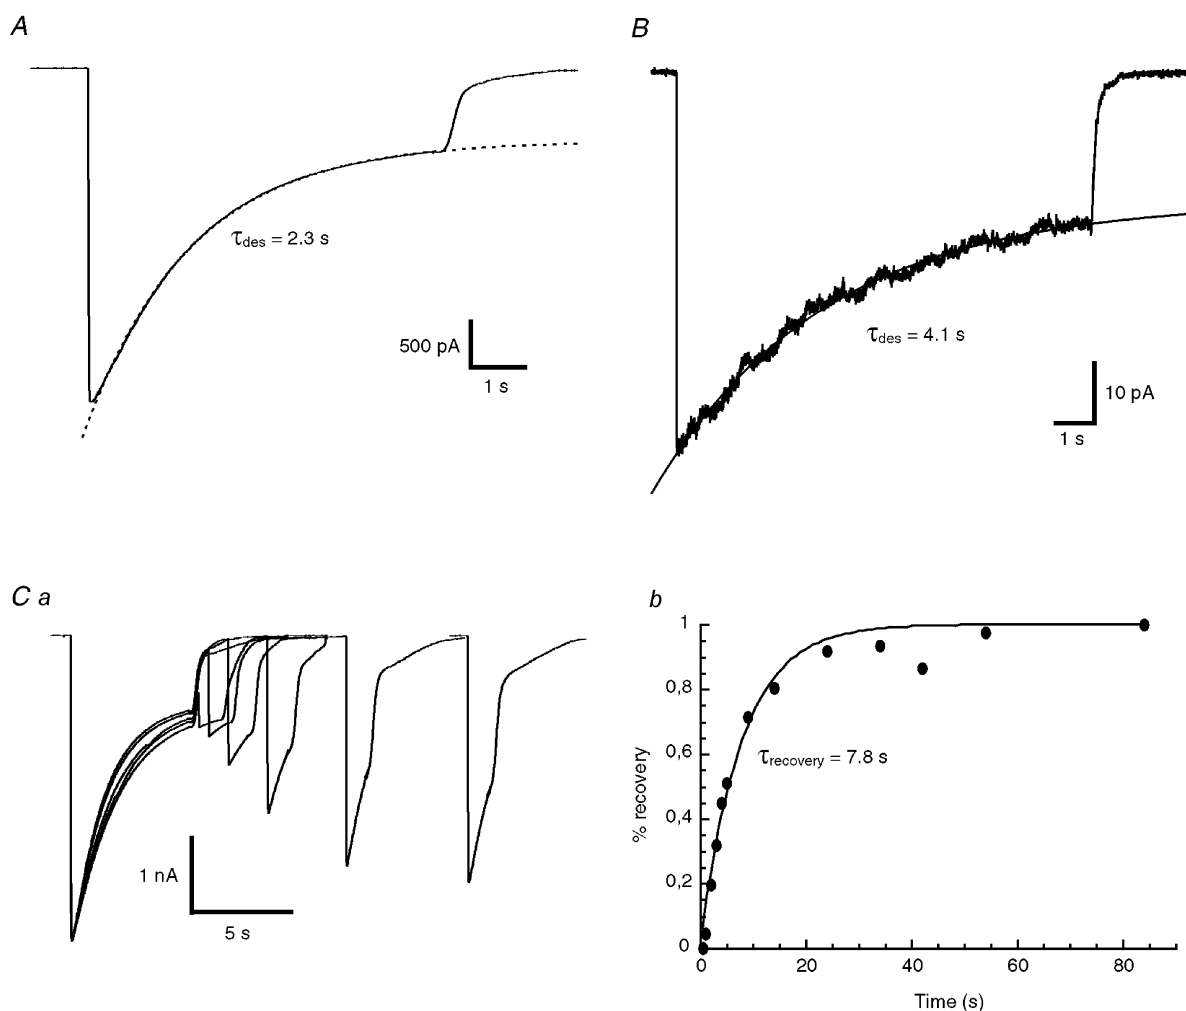 A
τdes = 2.3 s
500 pA
1 s
B
τdes = 4.1 s
10 pA
1 s
C a
1 nA
5 s
b
% recovery
1
0,8
0,6
0,4
0,2
0
τrecovery = 7.8 s
0 20 40 60 80
Time (s)